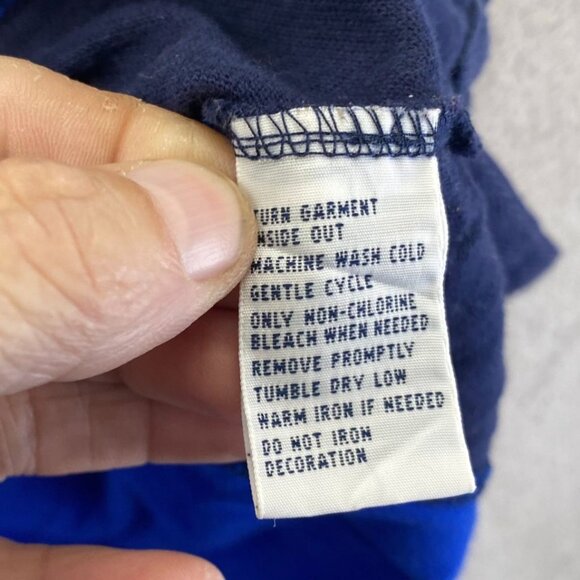 TURN GARMENT
INSIDE OUT
MACHINE WASH COLD
GENTLE CYCLE
ONLY NON-CHLORINE
BLEACH WHEN NEEDED
REMOVE PROMPTLY
TUMBLE DRY LOW
WARM IRON IF NEEDED
DO NOT IRON
DECORATION